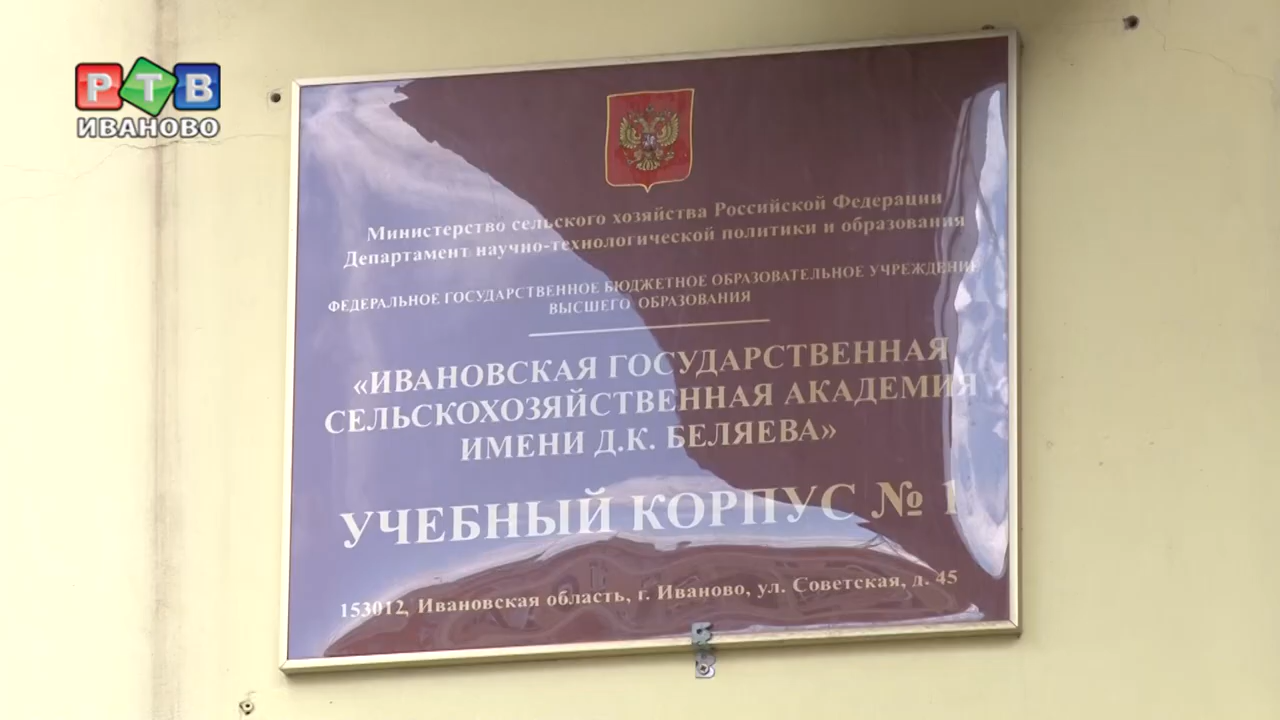 РТВ
ИВАНОВО
Министерство сельского хозяйства Российской Федерации
Департамент научно-технологической политики и образования
ФЕДЕРАЛЬНОЕ ГОСУДАРСТВЕННОЕ БЮДЖЕТНОЕ ОБРАЗОВАТЕЛЬНОЕ УЧРЕЖДЕНИЕ
ВЫСШЕГО ОБРАЗОВАНИЯ
«ИВАНОВСКАЯ ГОСУДАРСТВЕННАЯ
СЕЛЬСКОХОЗЯЙСТВЕННАЯ АКАДЕМИЯ
ИМЕНИ Д.К. БЕЛЯЕВА»
УЧЕБНЫЙ КОРПУС № 1
153012, Ивановская область, г. Иваново, ул. Советская, д. 45